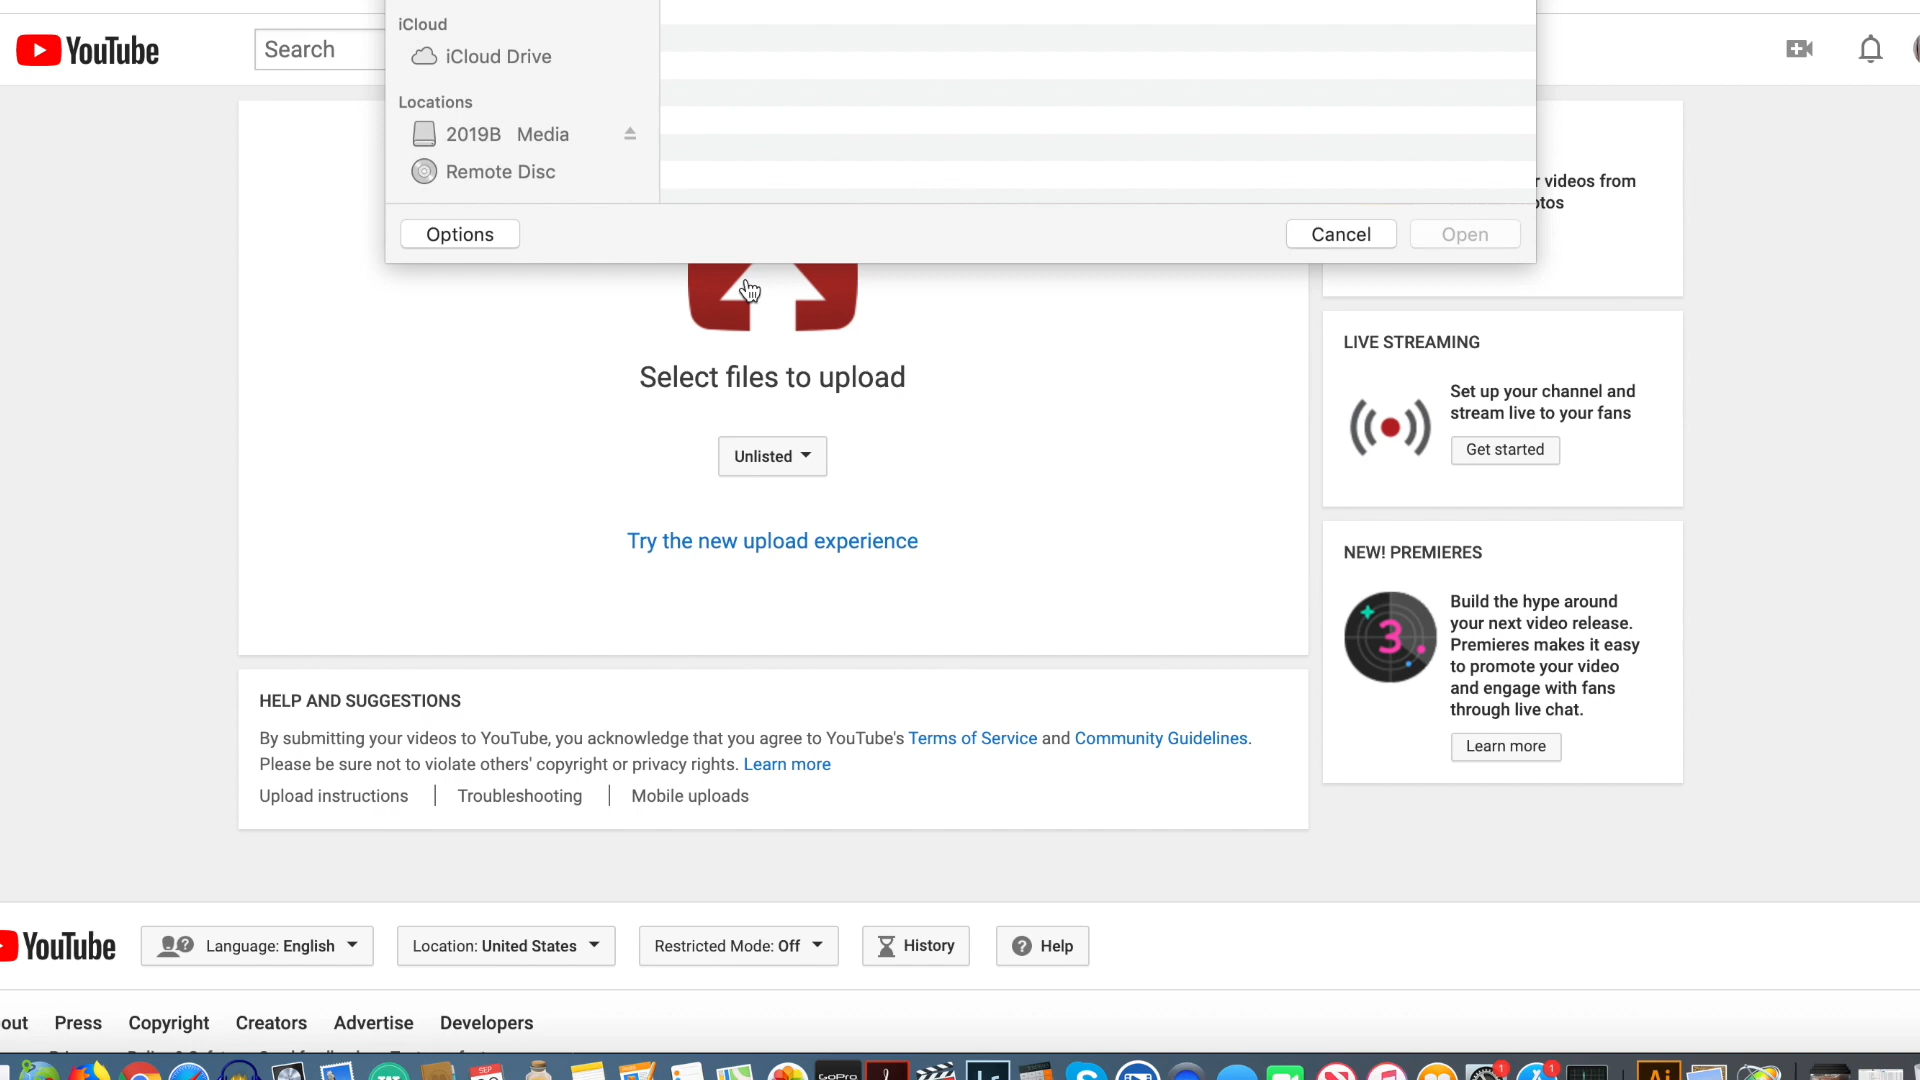 iCloud
YouTube
Search
iCloud Drive
Locations
2019B Media
Remote Disc
Options
Cancel
Open
videos from
Select files to upload
Unlisted
Try the new upload experience
LIVE STREAMING
Set up your channel and
stream live to your fans
Get started
NEW! PREMIERES
3
Build the hype around
your next video release.
Premieres makes it easy
to promote your video
and engage with fans
through live chat.
Learn more
HELP AND SUGGESTIONS
By submitting your videos to YouTube, you acknowledge that you agree to YouTube's Terms of Service and Community Guidelines.
Please be sure not to violate others' copyright or privacy rights. Learn more
Upload instructions | Troubleshooting | Mobile uploads
YouTube
Language: English
Location: United States
Restricted Mode: Off
History
Help
out Press Copyright Creators Advertise Developers
SEP
GoPro
1
1
Ai